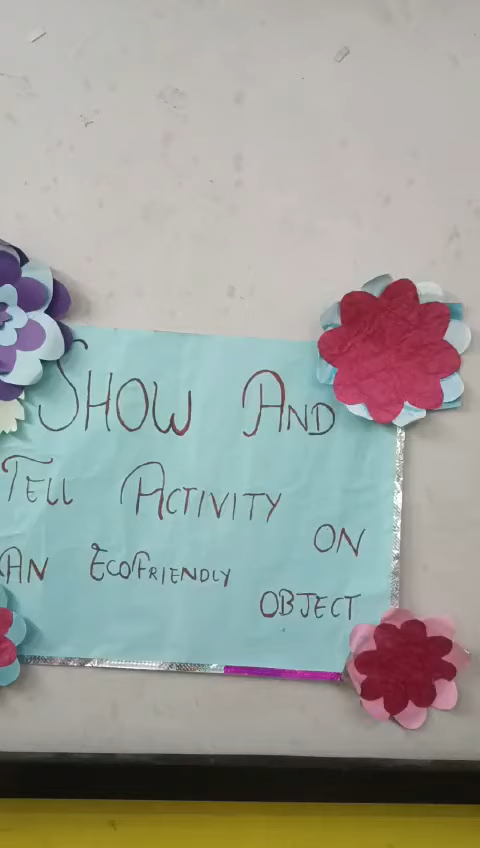 SHOW AND
TELL ACTIVITY
ON
AN ECOFRIENDLY
OBJECT